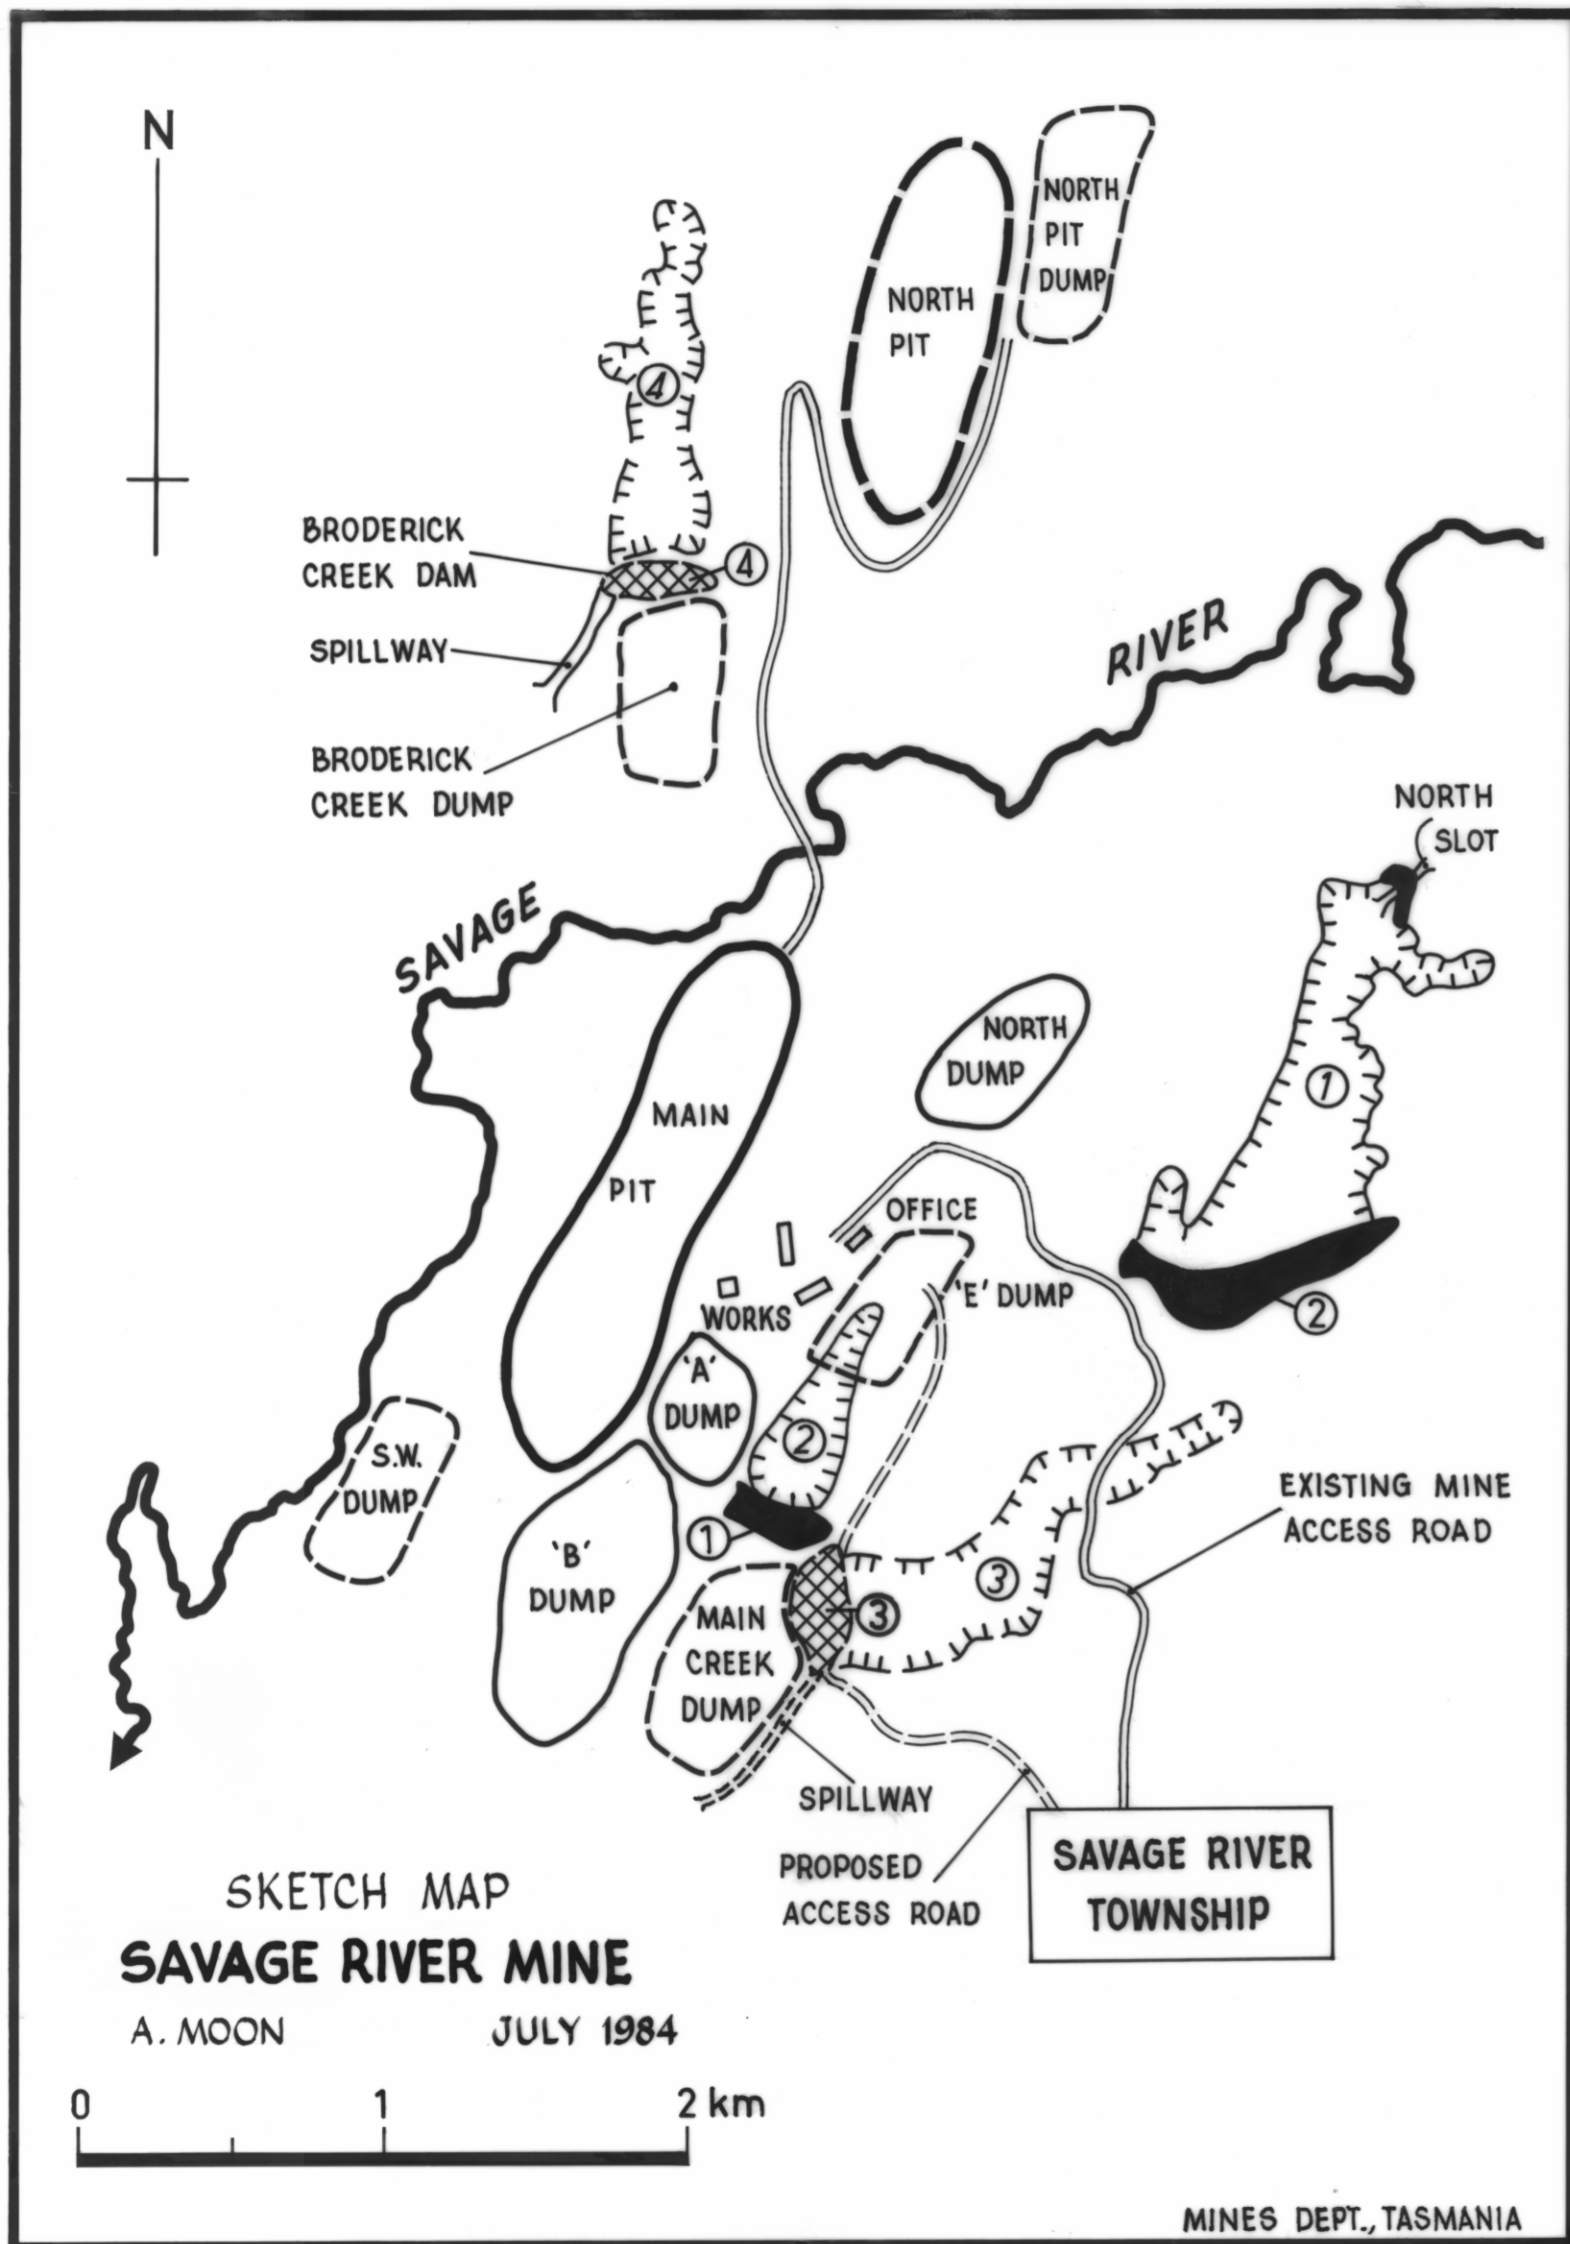 N
NORTH
PIT
DUMP
NORTH
PIT
4
BRODERICK
CREEK DAM
4
SPILLWAY
RIVER
BRODERICK
CREEK DUMP
NORTH
SLOT
SAVAGE
NORTH
DUMP
1
MAIN
PIT
OFFICE
'E' DUMP
WORKS
2
'A'
DUMP
2
S.W.
DUMP
EXISTING MINE
ACCESS ROAD
1
'B'
DUMP
3
MAIN
CREEK
DUMP
3
SPILLWAY
PROPOSED
ACCESS ROAD
SAVAGE RIVER
TOWNSHIP
SKETCH MAP
SAVAGE RIVER MINE
A. MOON JULY 1984
0 1 2 km
MINES DEPT., TASMANIA